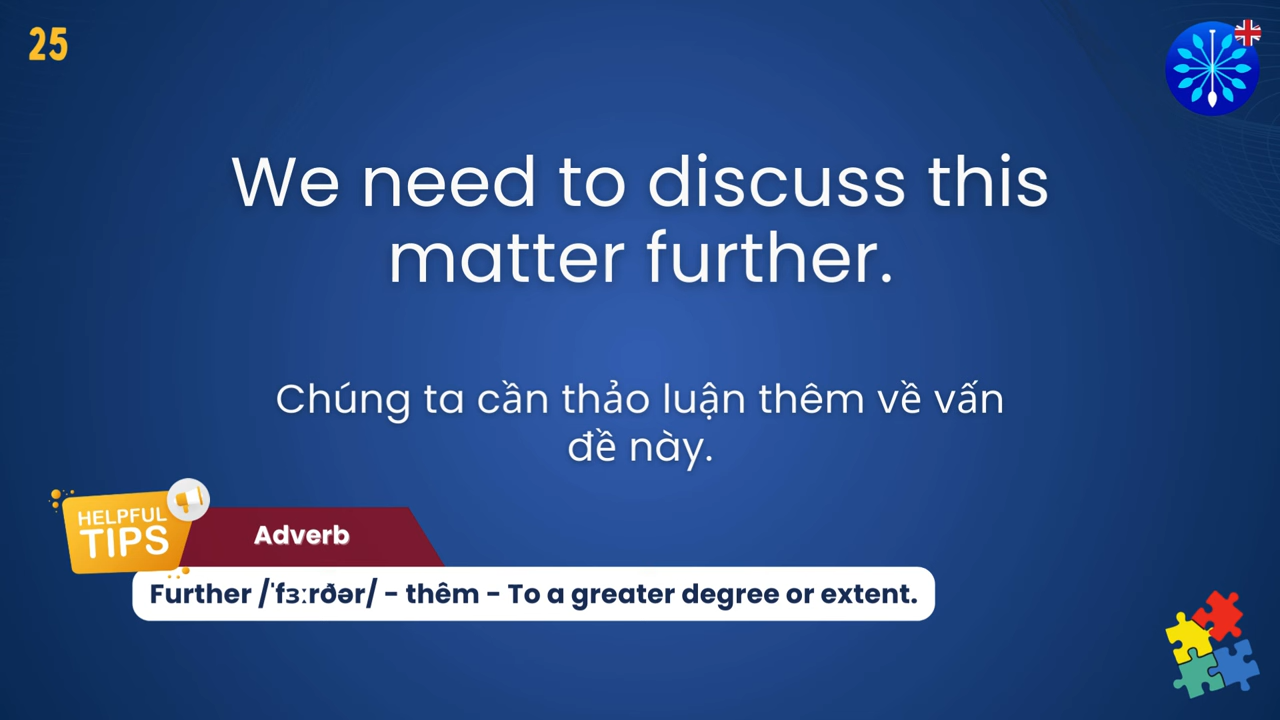 25
We need to discuss this
matter further.
Chúng ta cần thảo luận thêm về vấn
đề này.
HELPFUL
TIPS
Adverb
Further /ˈfɜːrðər/ - thêm - To a greater degree or extent.